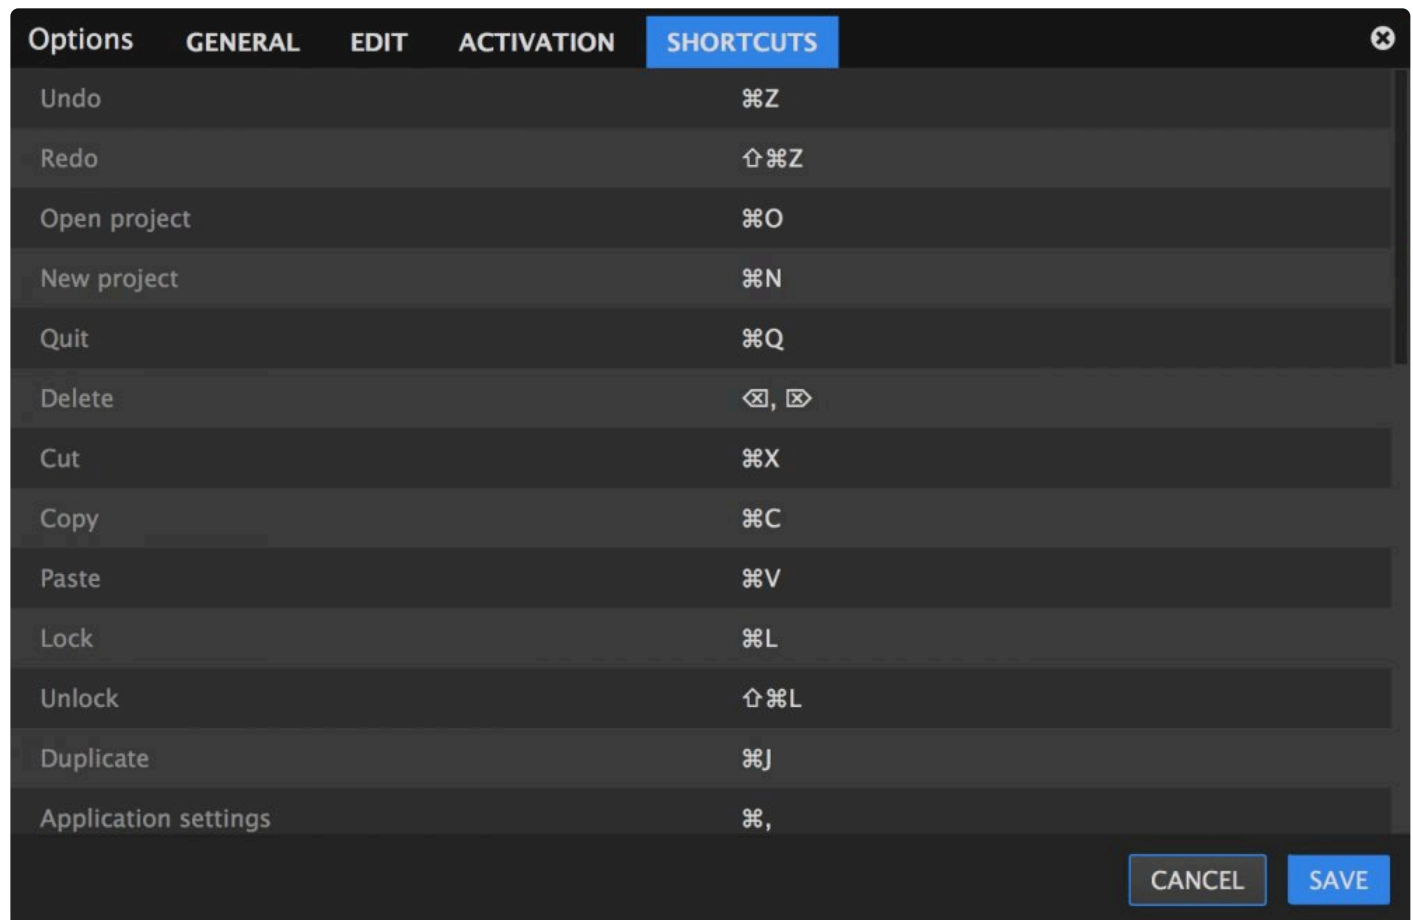 Options GENERAL EDIT ACTIVATION SHORTCUTS
Undo ⌘Z
Redo ⇧⌘Z
Open project ⌘O
New project ⌘N
Quit ⌘Q
Delete ⌫, ⌦
Cut ⌘X
Copy ⌘C
Paste ⌘V
Lock ⌘L
Unlock ⇧⌘L
Duplicate ⌘J
Application settings ⌘,
CANCEL SAVE